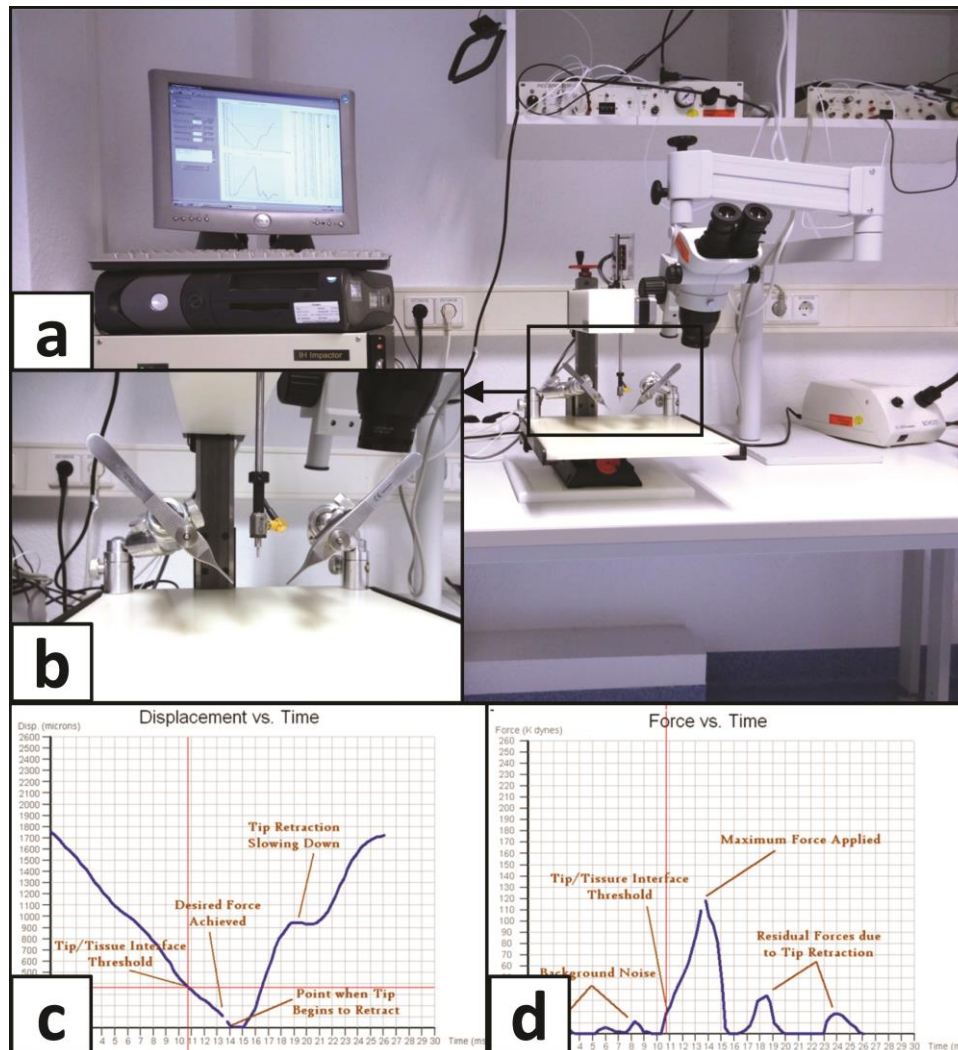 a
IH Impactor
b
Displacement vs. Time
Disp. (microns)
2600
2500
2400
2300
2200
2100
2000
1900
1800
1700
1600
1500
1400
1300
1200
1100
1000
900
800
700
600
500
Tip Retraction
Slowing Down
Desired Force
Achieved
Tip/Tissue Interface
Threshold
Point when Tip
Begins to Retract
4 5 6 7 8 9 10 11 12 13 14 15 16 17 18 19 20 21 22 23 24 25 26 27 28 29 30
Time (ms)
c
Force vs. Time
Force (K dynes)
260
250
240
230
220
210
200
190
180
170
160
150
140
130
120
110
100
90
80
70
60
Maximum Force Applied
Tip/Tissure Interface
Threshold
Residual Forces due
to Tip Retraction
Background Noise
4 5 6 7 8 9 10 11 12 13 14 15 16 17 18 19 20 21 22 23 24 25 26 27 28 29 30
Time (m
d